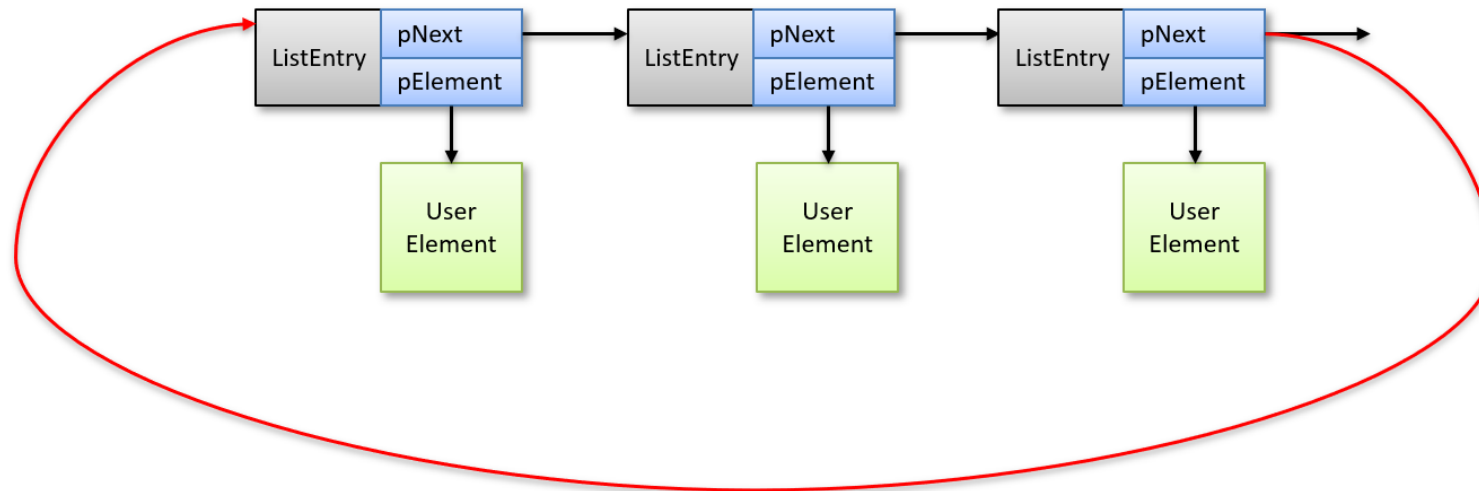 ListEntry
pNext
pElement
ListEntry
pNext
pElement
ListEntry
pNext
pElement
User
Element
User
Element
User
Element